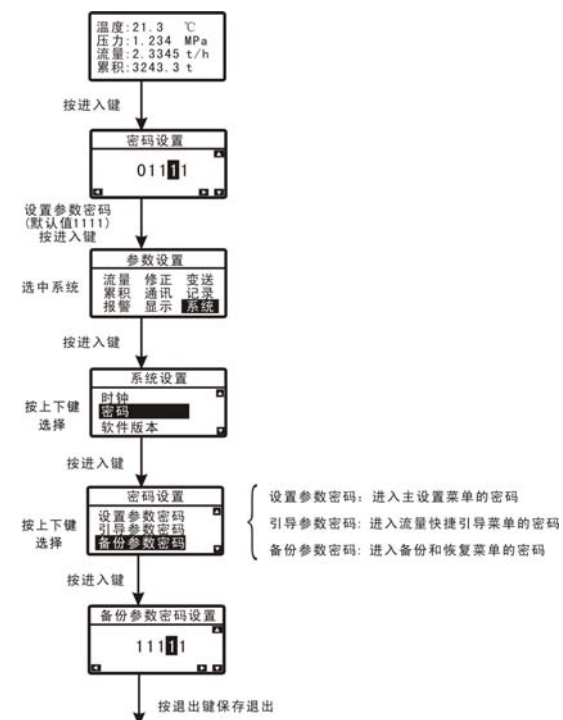 温度:21.3 ℃
压力:1.234 MPa
流量:2.3345 t/h
累积:3243.3 t
按进入键
密码设置
01111
设置参数密码
(默认值1111)
按进入键
参数设置
选中系统
流量 修正 变送
累积 通讯 记录
报警 显示 系统
按进入键
系统设置
按上下键
选择
时钟
密码
软件版本
按进入键
密码设置
按上下键
选择
设置参数密码
引导参数密码
备份参数密码
设置参数密码: 进入主设置菜单的密码
引导参数密码: 进入流量快捷引导菜单的密码
备份参数密码: 进入备份和恢复菜单的密码
按进入键
备份参数密码设置
11111
按退出键保存退出